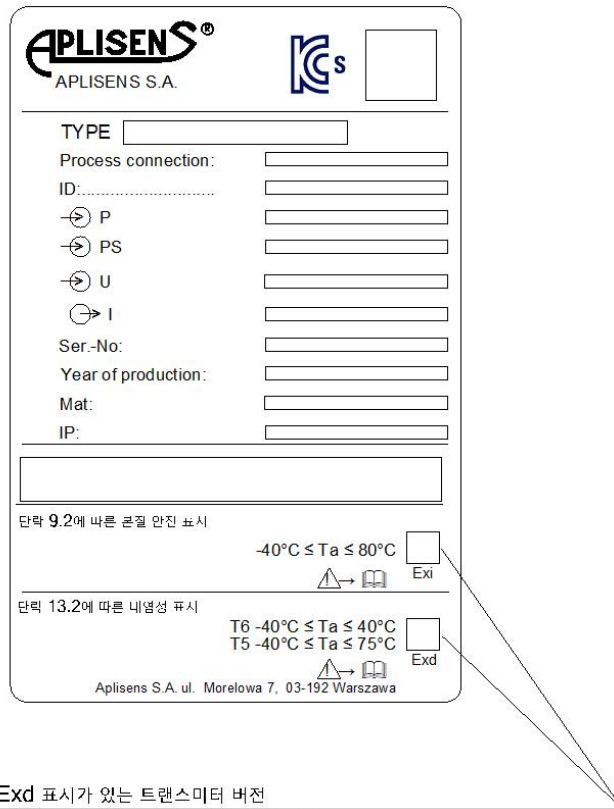 APLISENS®
APLISENS S.A.
KCs
TYPE
Process connection:
ID:...........................
P
PS
U
I
Ser.-No:
Year of production:
Mat:
IP:
단락 9.2에 따른 본질 안전 표시
-40°C ≤ Ta ≤ 80°C
Exi
단락 13.2에 따른 내염성 표시
T6 -40°C ≤ Ta ≤ 40°C
T5 -40°C ≤ Ta ≤ 75°C
Exd
Aplisens S.A. ul. Morelowa 7, 03-192 Warszawa
Exd 표시가 있는 트랜스미터 버전